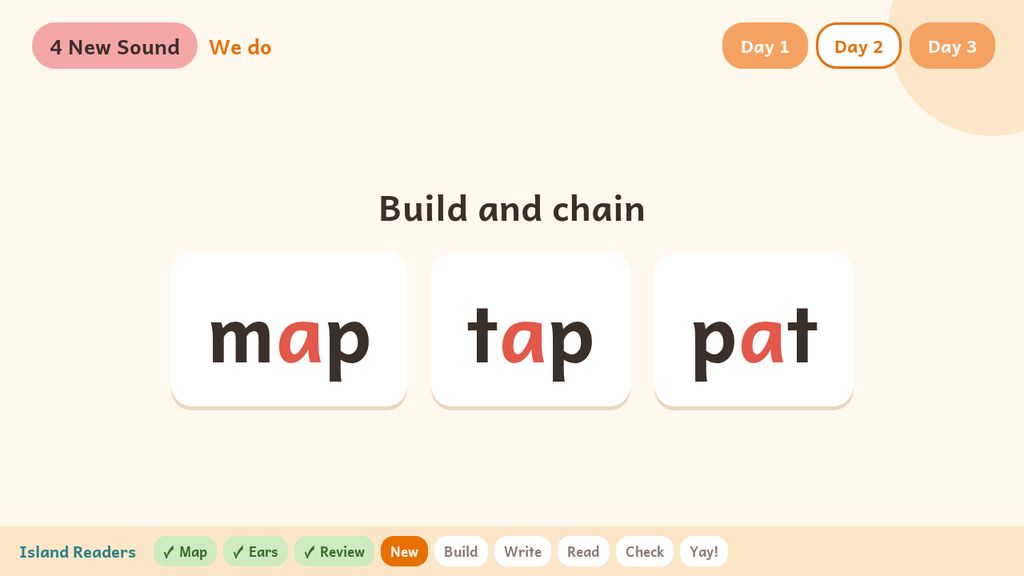 4 New Sound We do Day 1 Day 2 Day 3
Build and chain
map tap pat
Island Readers ✓ Map ✓ Ears ✓ Review New Build Write Read Check Yay!